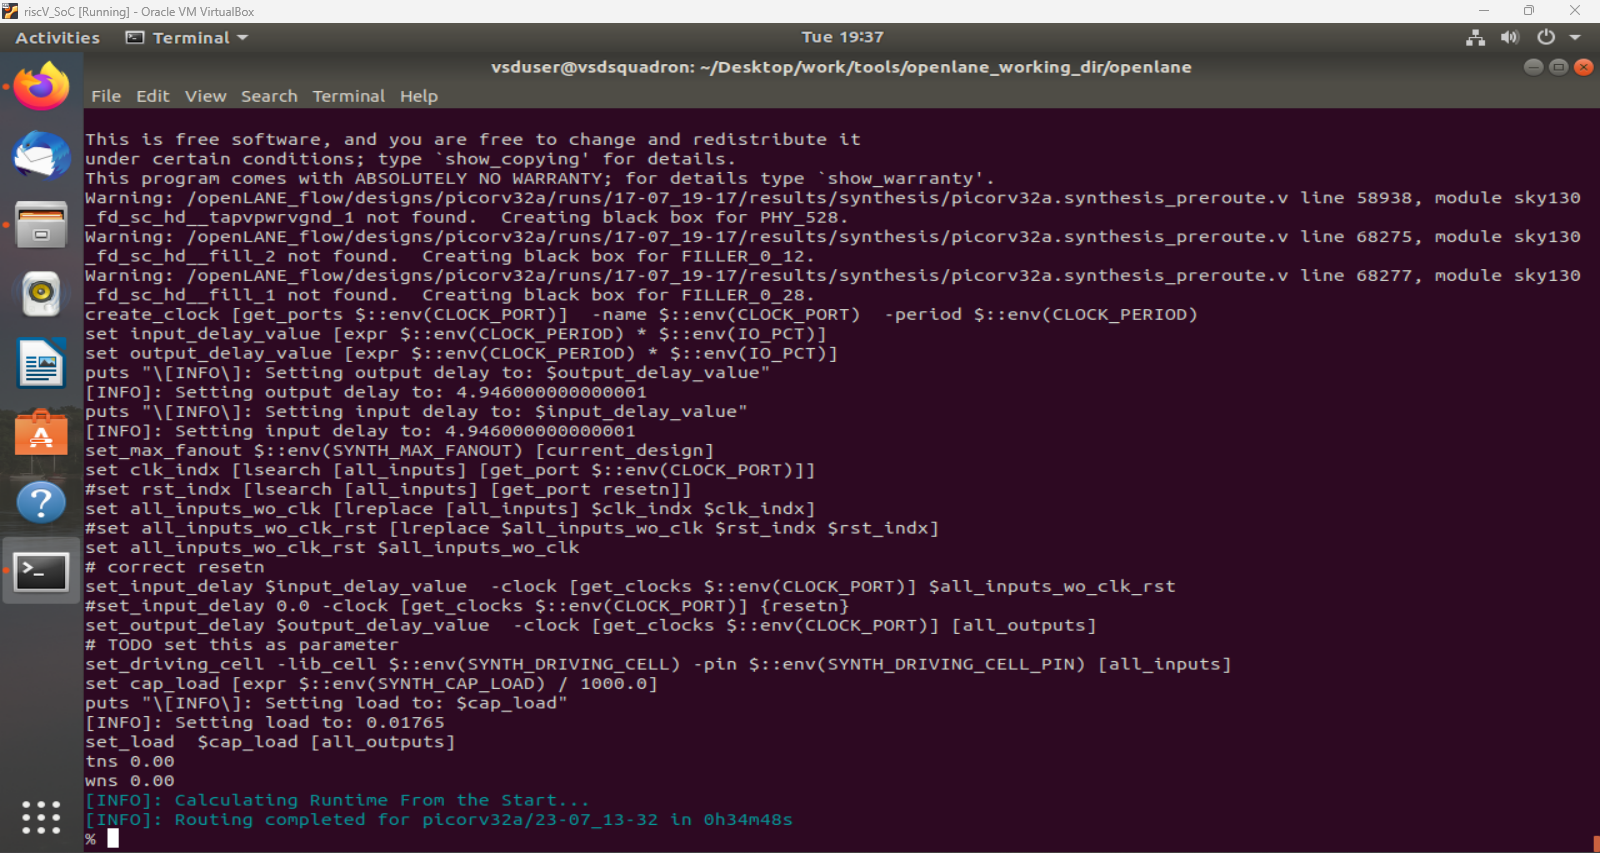 riscV_SoC [Running] - Oracle VM VirtualBox
Activities Terminal Tue 19:37
vsduser@vsdsquadron: ~/Desktop/work/tools/openlane_working_dir/openlane
File Edit View Search Terminal Help
This is free software, and you are free to change and redistribute it
under certain conditions; type `show_copying' for details.
This program comes with ABSOLUTELY NO WARRANTY; for details type `show_warranty'.
Warning: /openLANE_flow/designs/picorv32a/runs/17-07_19-17/results/synthesis/picorv32a.synthesis_preroute.v line 58938, module sky130
_fd_sc_hd__tapvpwrvgnd_1 not found.  Creating black box for PHY_528.
Warning: /openLANE_flow/designs/picorv32a/runs/17-07_19-17/results/synthesis/picorv32a.synthesis_preroute.v line 68275, module sky130
_fd_sc_hd__fill_2 not found.  Creating black box for FILLER_0_12.
Warning: /openLANE_flow/designs/picorv32a/runs/17-07_19-17/results/synthesis/picorv32a.synthesis_preroute.v line 68277, module sky130
_fd_sc_hd__fill_1 not found.  Creating black box for FILLER_0_28.
create_clock [get_ports $::env(CLOCK_PORT)]  -name $::env(CLOCK_PORT)  -period $::env(CLOCK_PERIOD)
set input_delay_value [expr $::env(CLOCK_PERIOD) * $::env(IO_PCT)]
set output_delay_value [expr $::env(CLOCK_PERIOD) * $::env(IO_PCT)]
puts "\[INFO\]: Setting output delay to: $output_delay_value"
[INFO]: Setting output delay to: 4.946000000000001
puts "\[INFO\]: Setting input delay to: $input_delay_value"
[INFO]: Setting input delay to: 4.946000000000001
set_max_fanout $::env(SYNTH_MAX_FANOUT) [current_design]
set clk_indx [lsearch [all_inputs] [get_port $::env(CLOCK_PORT)]]
#set rst_indx [lsearch [all_inputs] [get_port resetn]]
set all_inputs_wo_clk [lreplace [all_inputs] $clk_indx $clk_indx]
#set all_inputs_wo_clk_rst [lreplace $all_inputs_wo_clk $rst_indx $rst_indx]
set all_inputs_wo_clk_rst $all_inputs_wo_clk
# correct resetn
set_input_delay $input_delay_value  -clock [get_clocks $::env(CLOCK_PORT)] $all_inputs_wo_clk_rst
#set_input_delay 0.0 -clock [get_clocks $::env(CLOCK_PORT)] {resetn}
set_output_delay $output_delay_value  -clock [get_clocks $::env(CLOCK_PORT)] [all_outputs]
# TODO set this as parameter
set_driving_cell -lib_cell $::env(SYNTH_DRIVING_CELL) -pin $::env(SYNTH_DRIVING_CELL_PIN) [all_inputs]
set cap_load [expr $::env(SYNTH_CAP_LOAD) / 1000.0]
puts "\[INFO\]: Setting load to: $cap_load"
[INFO]: Setting load to: 0.01765
set_load  $cap_load [all_outputs]
tns 0.00
wns 0.00
[INFO]: Calculating Runtime From the Start...
[INFO]: Routing completed for picorv32a/23-07_13-32 in 0h34m48s
%